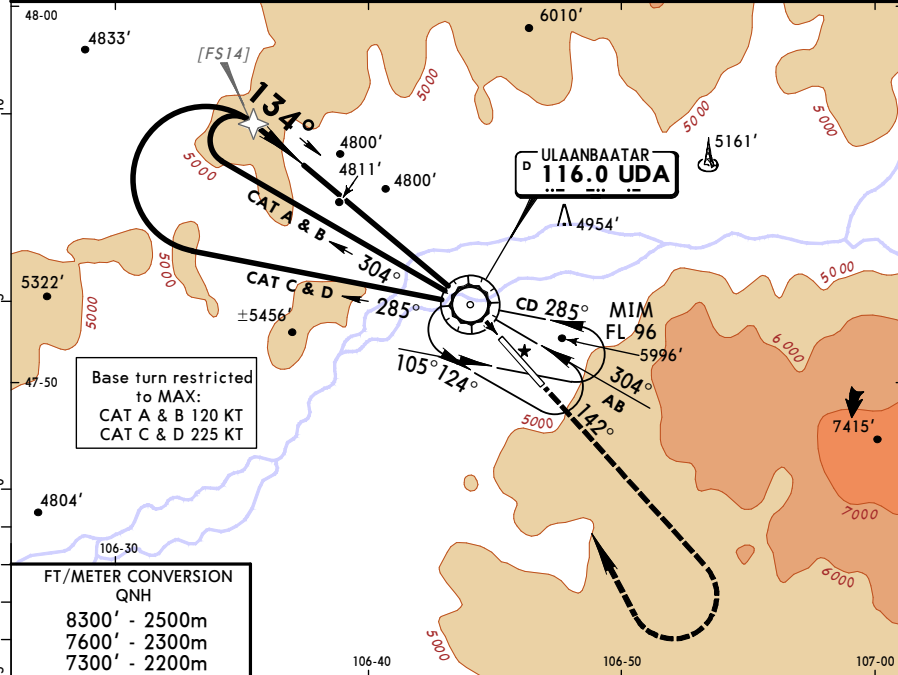 48-00
6010'
4833'
[FS14]
5000
134°
4800'
5000
5000
5161'
4811'
5000
ULAANBAATAR
D 116.0 UDA
4800'
CAT A & B
4954'
304°
5322'
5000
5000
CAT C & D
285°
±5456'
CD 285°
MIM
FL 96
5000
6000
5996'
105° 124°
304°
AB
47-50
Base turn restricted
to MAX:
CAT A & B 120 KT
CAT C & D 225 KT
5000
142°
7415'
4804'
7000
106-30
6000
FT/METER CONVERSION
QNH
8300' - 2500m
7600' - 2300m
7300' - 2200m
5000
106-40
106-50
107-00